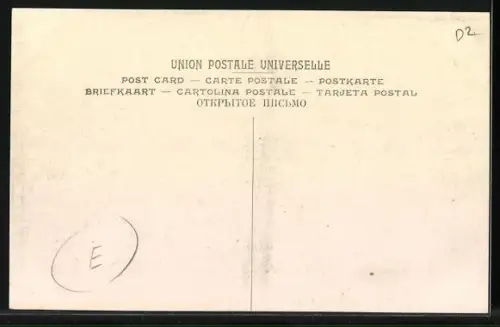 D2
UNION POSTALE UNIVERSELLE
POST CARD — CARTE POSTALE — POSTKARTE
BRIEFKAART — CARTOLINA POSTALE — TARJETA POSTAL
ОТКРЫТОЕ ПИСЬМО
E